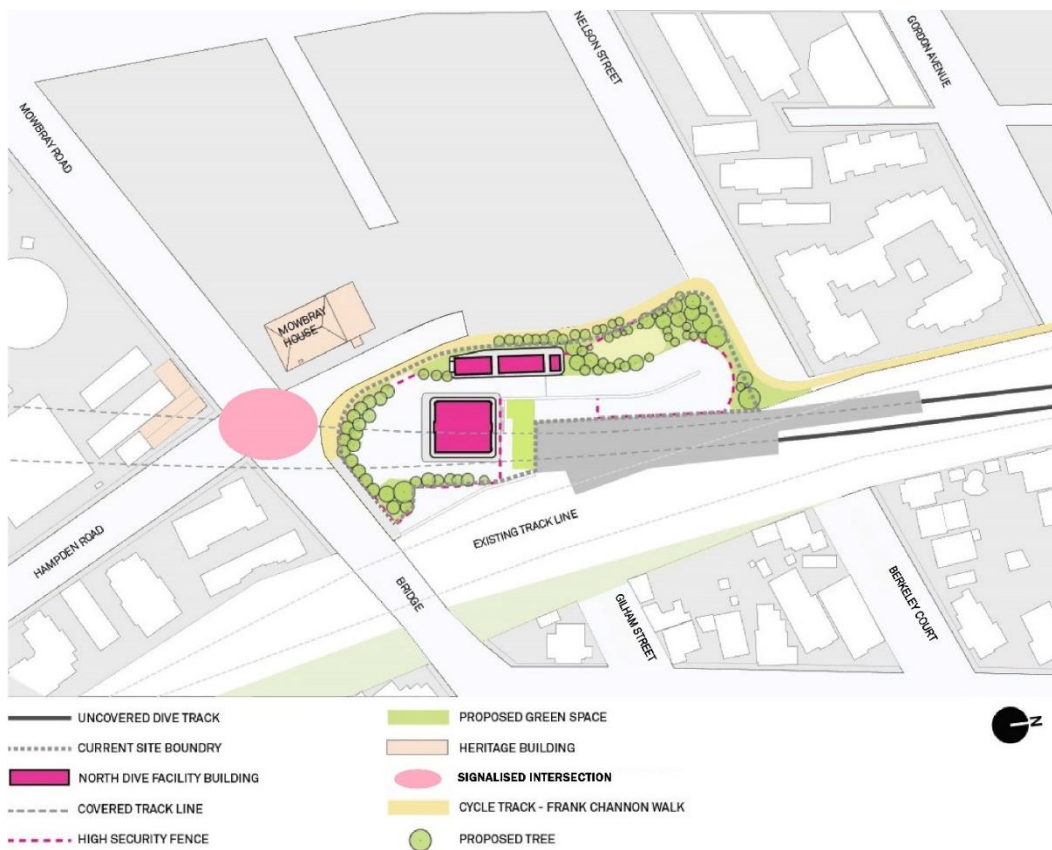 NELSON STREET
GORDON AVENUE
MOWBRAY ROAD
MOWBRAY
HOUSE
HAMPDEN ROAD
EXISTING TRACK LINE
BRIDGE
GILHAM STREET
BERKELEY COURT
UNCOVERED DIVE TRACK
CURRENT SITE BOUNDRY
NORTH DIVE FACILITY BUILDING
COVERED TRACK LINE
HIGH SECURITY FENCE
PROPOSED GREEN SPACE
HERITAGE BUILDING
SIGNALISED INTERSECTION
CYCLE TRACK - FRANK CHANNON WALK
PROPOSED TREE
N